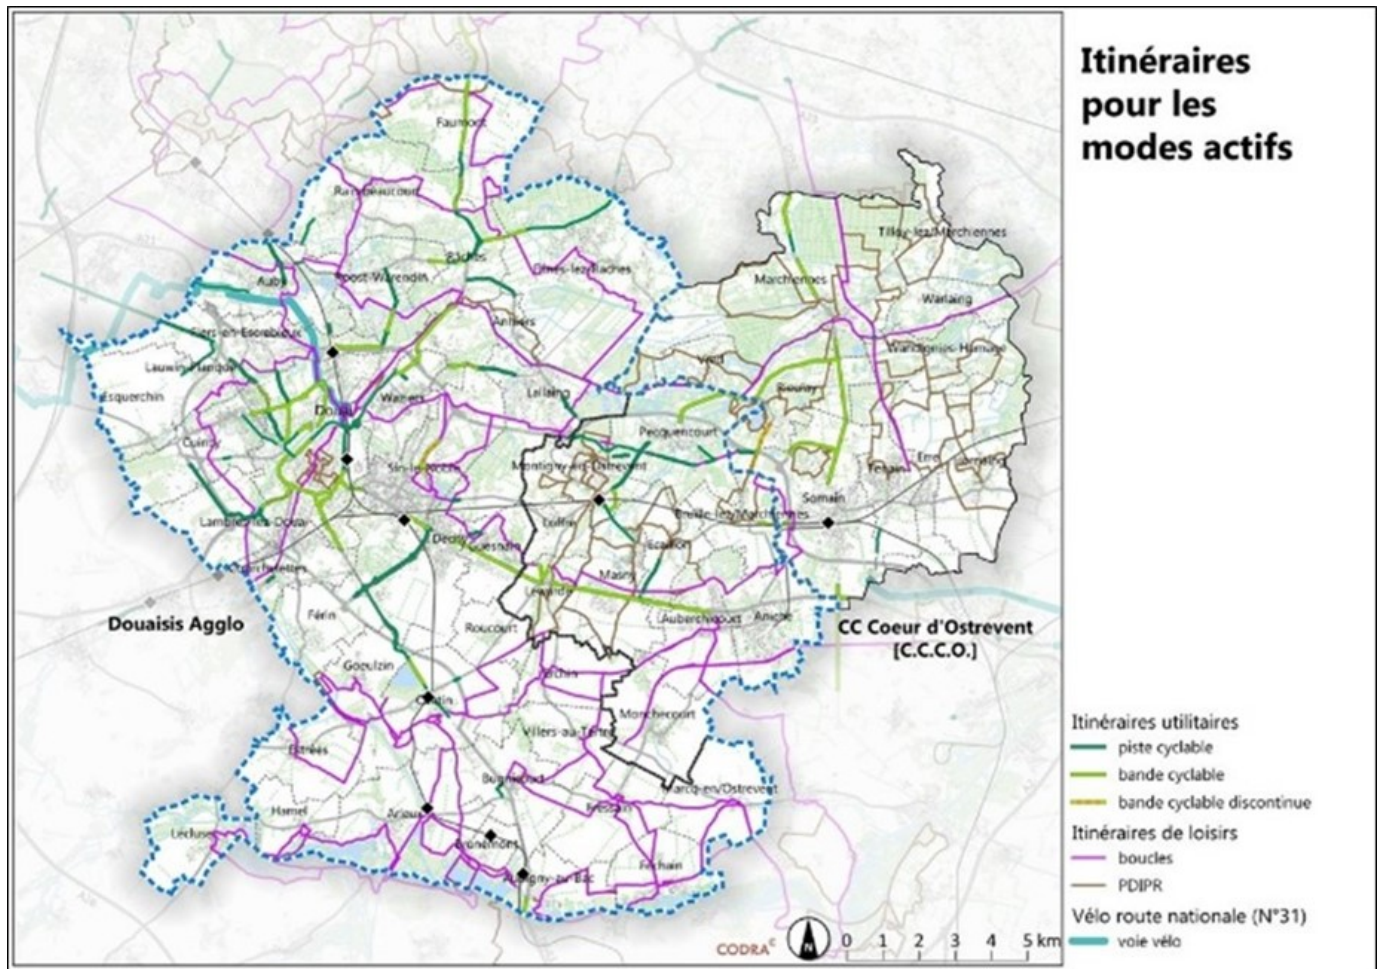 Itinéraires
pour les
modes actifs
Faumont
Raimbeaucourt
Tilloy-lez-Marchiennes
Râches
Flines-lez-Raches
Roost-Warendin
Auby
Marchiennes
Warlaing
Anhiers
Flers-en-Escrebieux
Wandignies-Hamage
Vred
Lauwin-Planque
Rieulay
Esquerchin
Lallaing
Waziers
Douai
Pecquencourt
Cuincy
Sin-le-Noble
Montigny-en-Ostrevent
Erre
Fenain
Somain
Bruille-lez-Marchiennes
Lambres-lez-Douai
Loffre
Dechy
Guesnain
Ecaillon
Masny
Lewarde
Férin
Auberchicourt
Aniche
Roucourt
Douaisis Agglo
CC Coeur d'Ostrevent
[C.C.C.O.]
Goeulzin
Cantin
Monchecourt
Villers-au-Tertre
Estrées
Bugnicourt
Marcq-en-Ostrevent
Hamel
Arleux
Fressain
Lécluse
Brunémont
Féchain
Aubigny-au-Bac
Itinéraires utilitaires
piste cyclable
bande cyclable
bande cyclable discontinue
Itinéraires de loisirs
boucles
PDIPR
Vélo route nationale (N°31)
voie vélo
CODRA
N
0 1 2 3 4 5 km